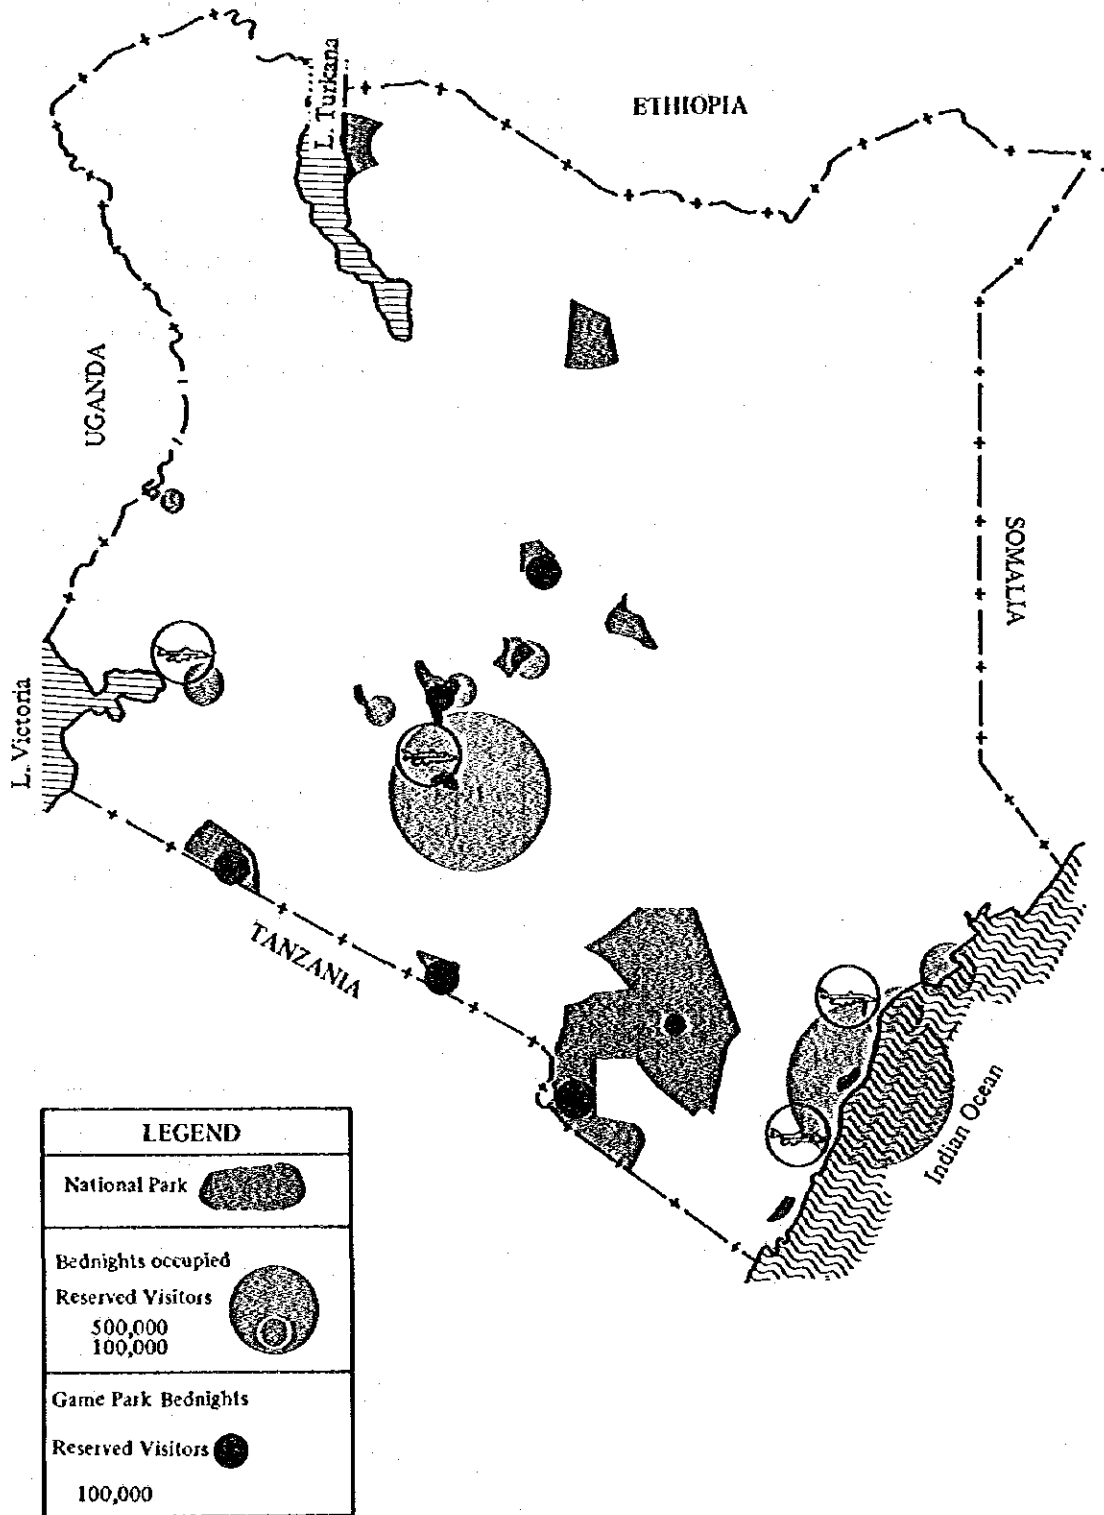 L. Turkana
ETHIOPIA
UGANDA
SOMALIA
L. Victoria
TANZANIA
Indian Ocean
LEGEND
National Park
Bednights occupied
Reserved Visitors
500,000
100,000
Game Park Bednights
Reserved Visitors
100,000